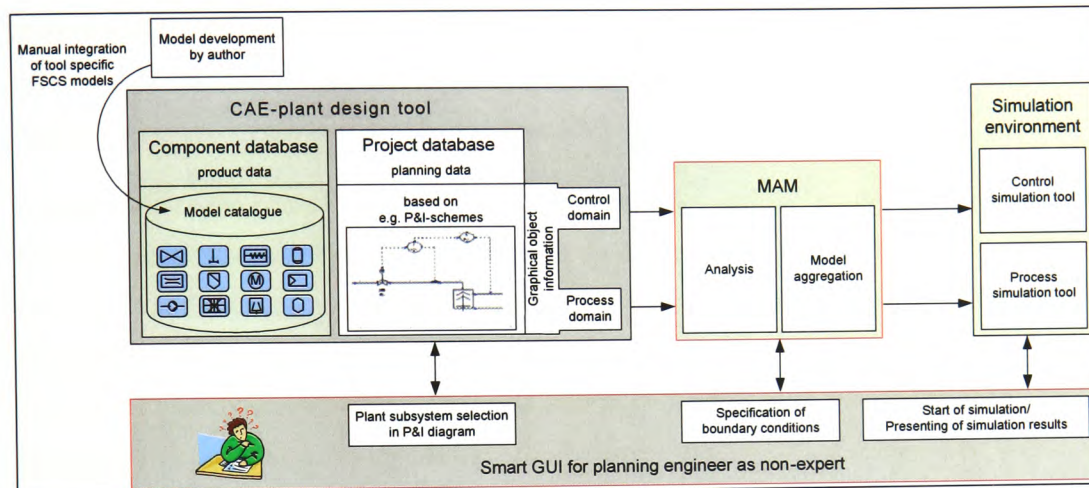 Manual integration
of tool specific
FSCS models
Model development
by author
CAE-plant design tool
Component database
product data
Model catalogue
M
Project database
planning data
based on
e.g. P&I-schemes
Graphical object
information
Control
domain
Process
domain
MAM
Analysis
Model
aggregation
Simulation
environment
Control
simulation tool
Process
simulation tool
Plant subsystem selection
in P&I diagram
Specification of
boundary conditions
Start of simulation/
Presenting of simulation results
Smart GUI for planning engineer as non-expert